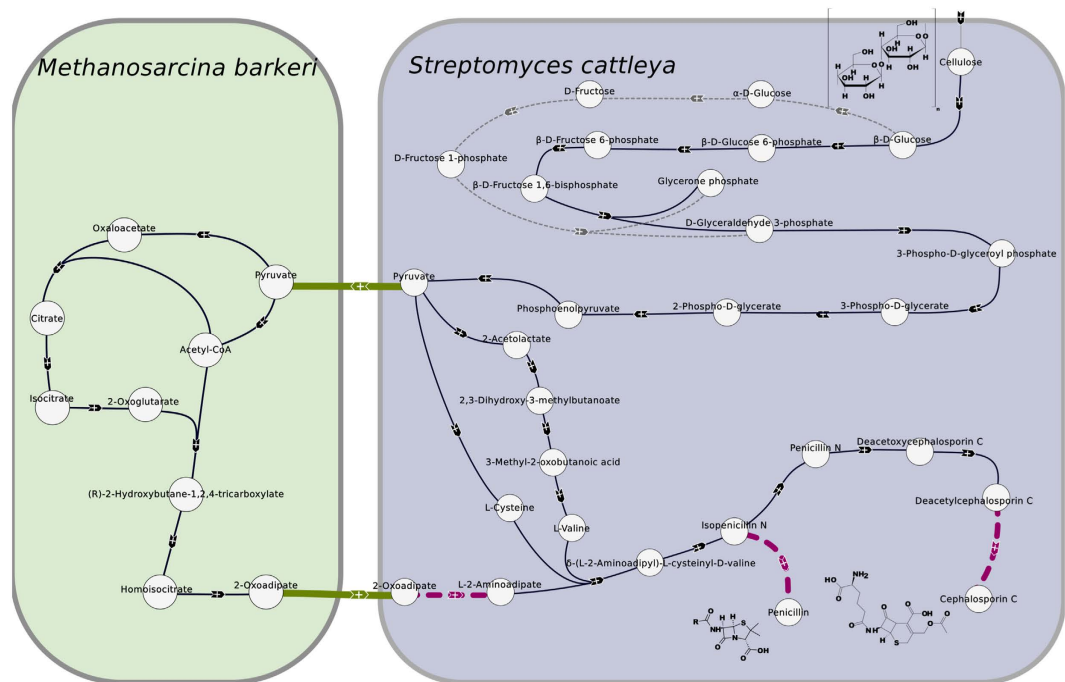 Methanosarcina barkeri
Streptomyces cattleya
Cellulose
n
D-Fructose
α-D-Glucose
β-D-Fructose 6-phosphate
β-D-Glucose 6-phosphate
β-D-Glucose
D-Fructose 1-phosphate
β-D-Fructose 1,6-bisphosphate
Glycerone phosphate
D-Glyceraldehyde 3-phosphate
3-Phospho-D-glyceroyl phosphate
Oxaloacetate
Pyruvate
Pyruvate
Phosphoenolpyruvate
2-Phospho-D-glycerate
3-Phospho-D-glycerate
Citrate
Acetyl-CoA
2-Acetolactate
Isocitrate
2-Oxoglutarate
2,3-Dihydroxy-3-methylbutanoate
3-Methyl-2-oxobutanoic acid
Penicillin N
Deacetoxycephalosporin C
(R)-2-Hydroxybutane-1,2,4-tricarboxylate
L-Cysteine
L-Valine
Isopenicillin N
Deacetylcephalosporin C
δ-(L-2-Aminoadipyl)-L-cysteinyl-D-valine
Homoisocitrate
2-Oxoadipate
2-Oxoadipate
L-2-Aminoadipate
Penicillin
Cephalosporin C